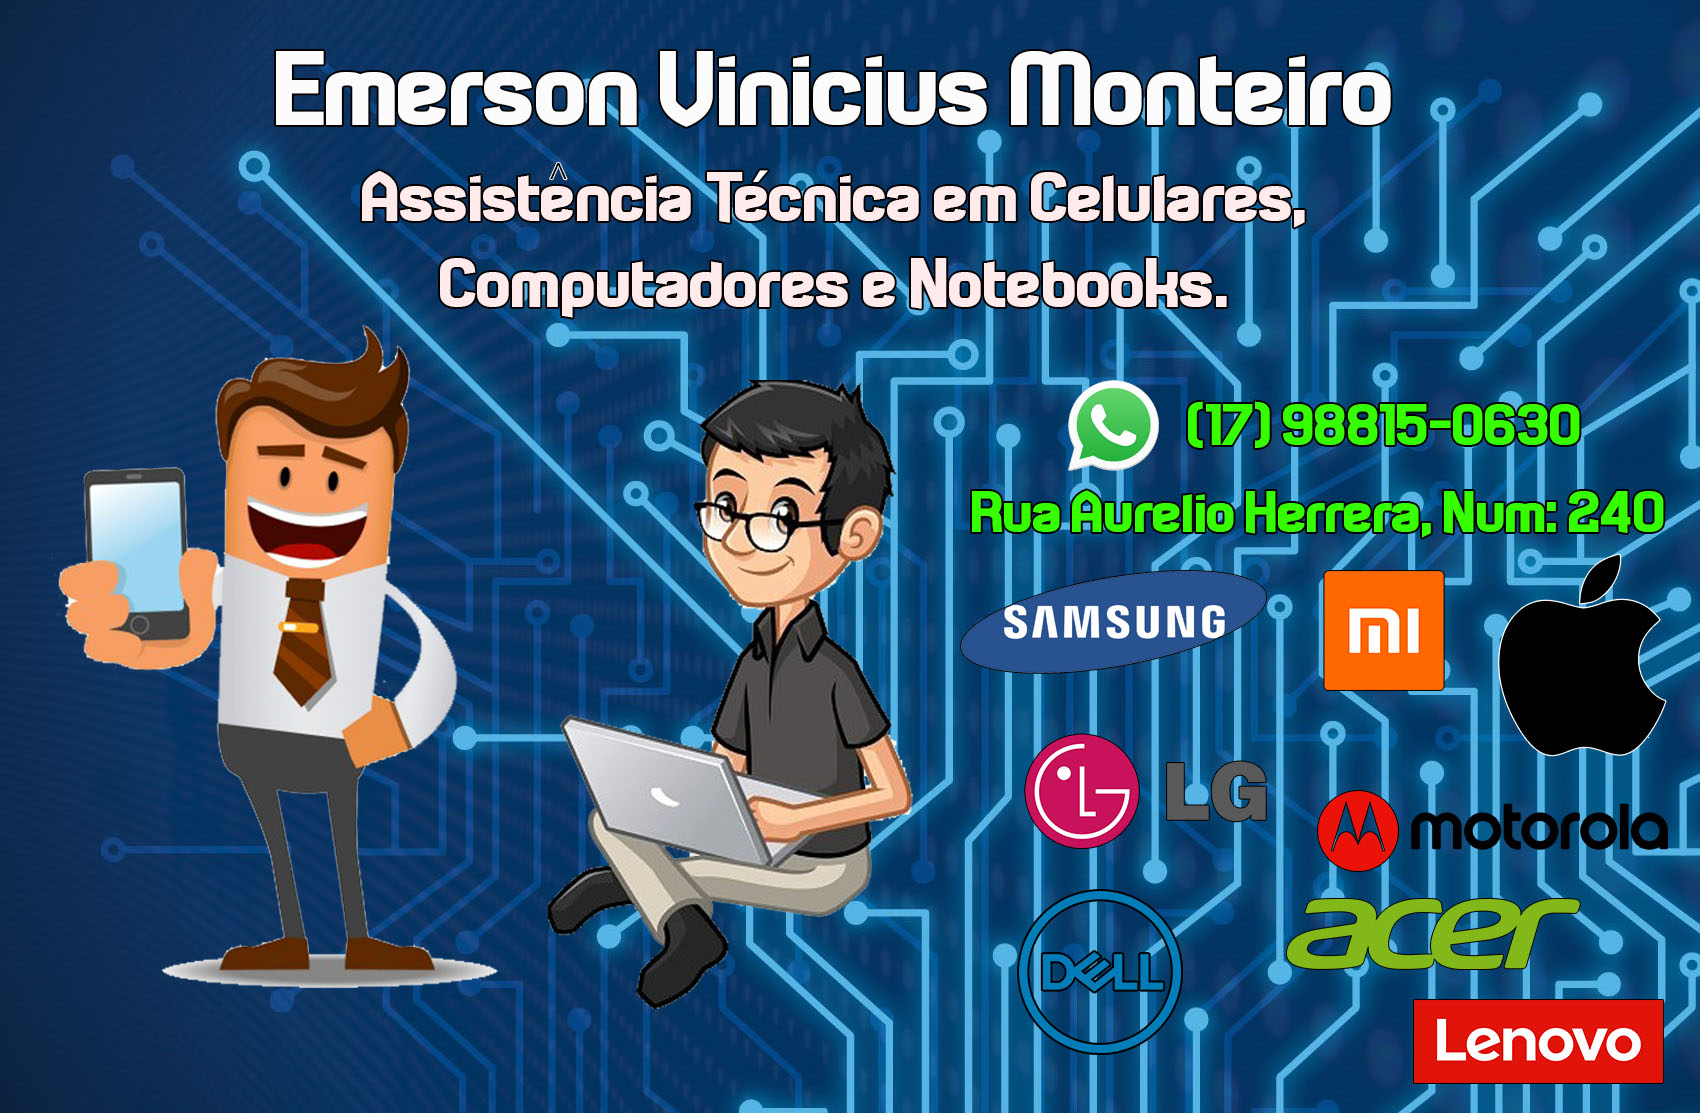 Emerson Vinicius Monteiro
Assistência Técnica em Celulares,
Computadores e Notebooks.
(17) 98815-0630
Rua Aurelio Herrera, Num: 240
SAMSUNG
mi
LG
LG
motorola
acer
DELL
Lenovo